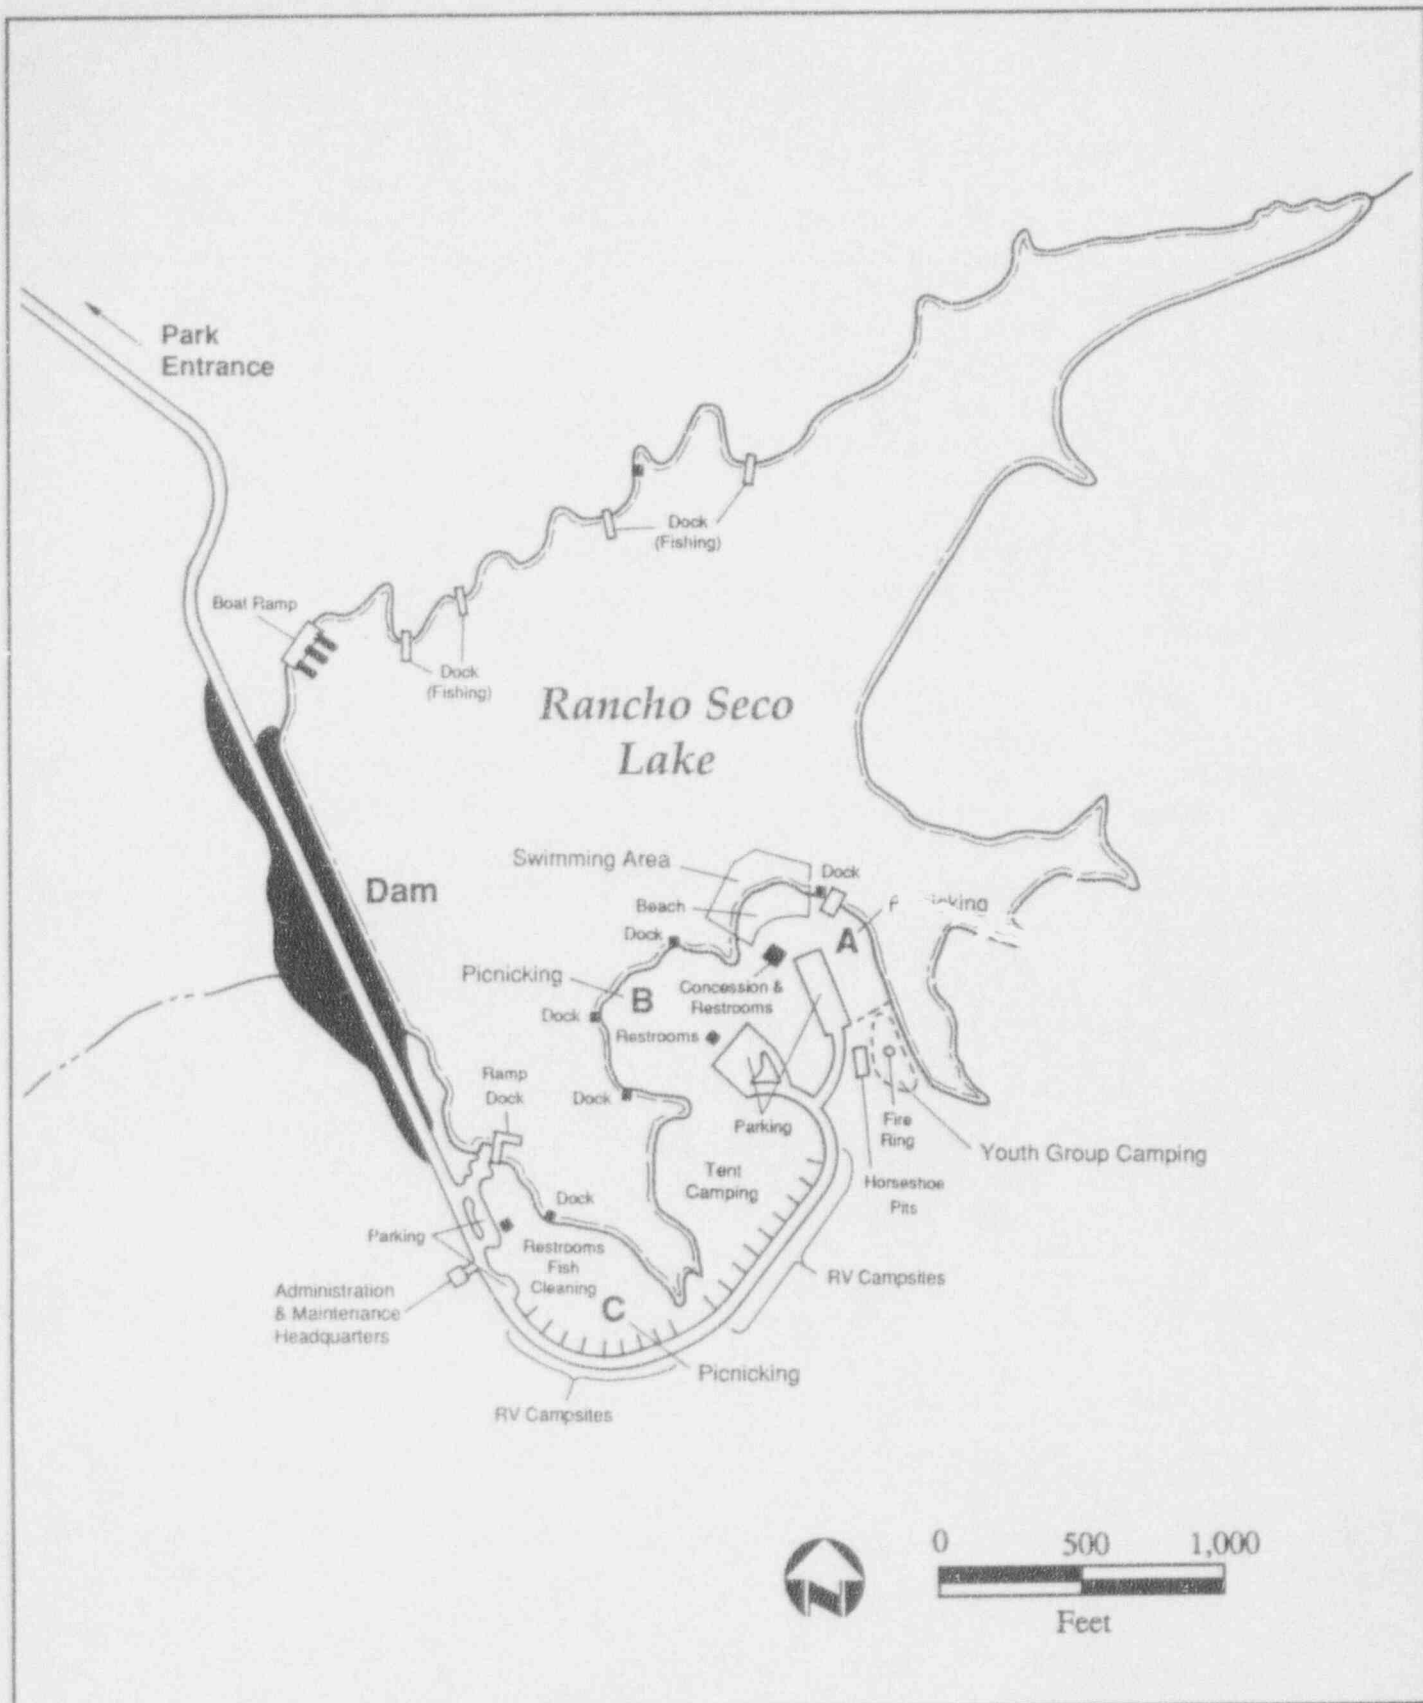 Park
Entrance
Dock
(Fishing)
Boat Ramp
Dock
(Fishing)
Rancho Seco
Lake
Swimming Area
Dock
Dam
Beach
A
Dock
Picnicking
B
Concession &
Restrooms
Dock
Restrooms
Ramp
Dock
Dock
Parking
Fire
Ring
Youth Group Camping
Tent
Camping
Horseshoe
Pits
Dock
Parking
Restrooms
Fish
Cleaning
RV Campsites
Administration
& Maintenance
Headquarters
C
Picnicking
RV Campsites
N
0 500 1,000
Feet